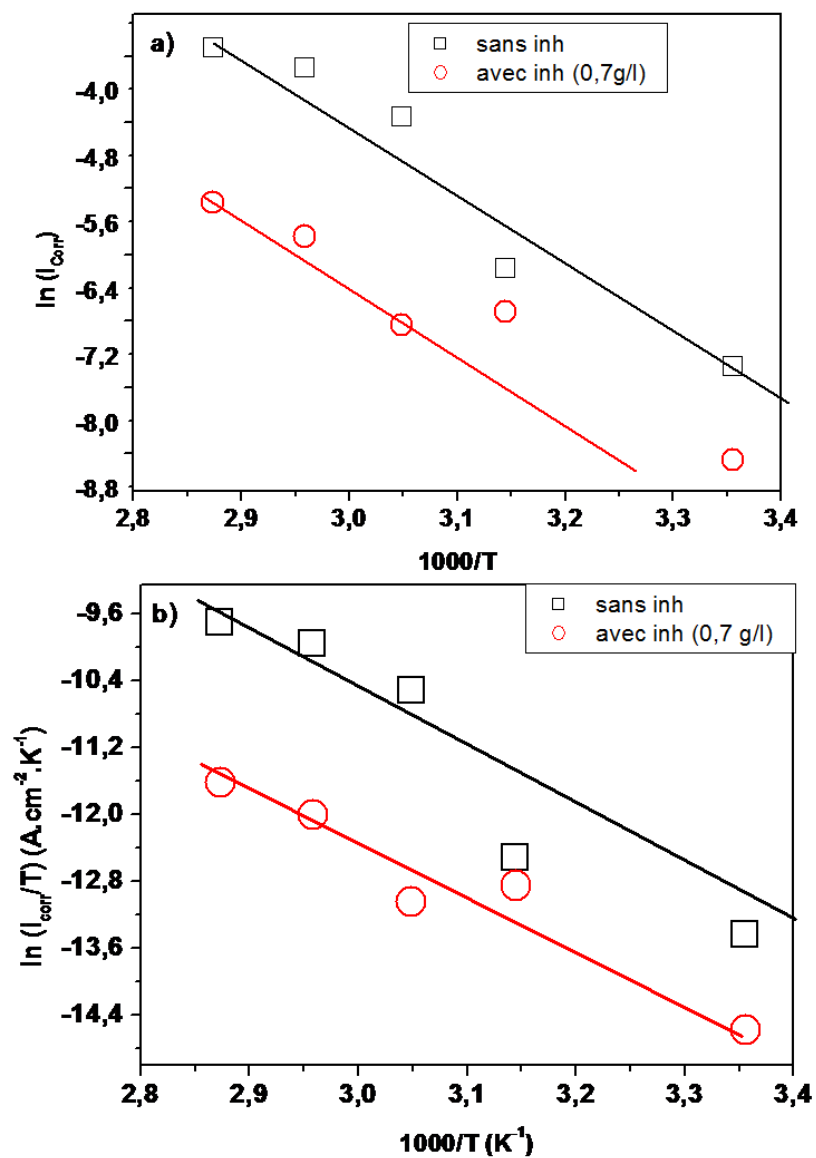 a)
sans inh
avec inh (0,7g/l)
-4,0
-4,8
-5,6
-6,4
-7,2
-8,0
-8,8
ln (I_Corr)
2,8 2,9 3,0 3,1 3,2 3,3 3,4
1000/T
b)
sans inh
avec inh (0,7 g/l)
-9,6
-10,4
-11,2
-12,0
-12,8
-13,6
-14,4
ln (I_corr/T) (A.cm⁻².K⁻¹)
2,8 2,9 3,0 3,1 3,2 3,3 3,4
1000/T (K⁻¹)